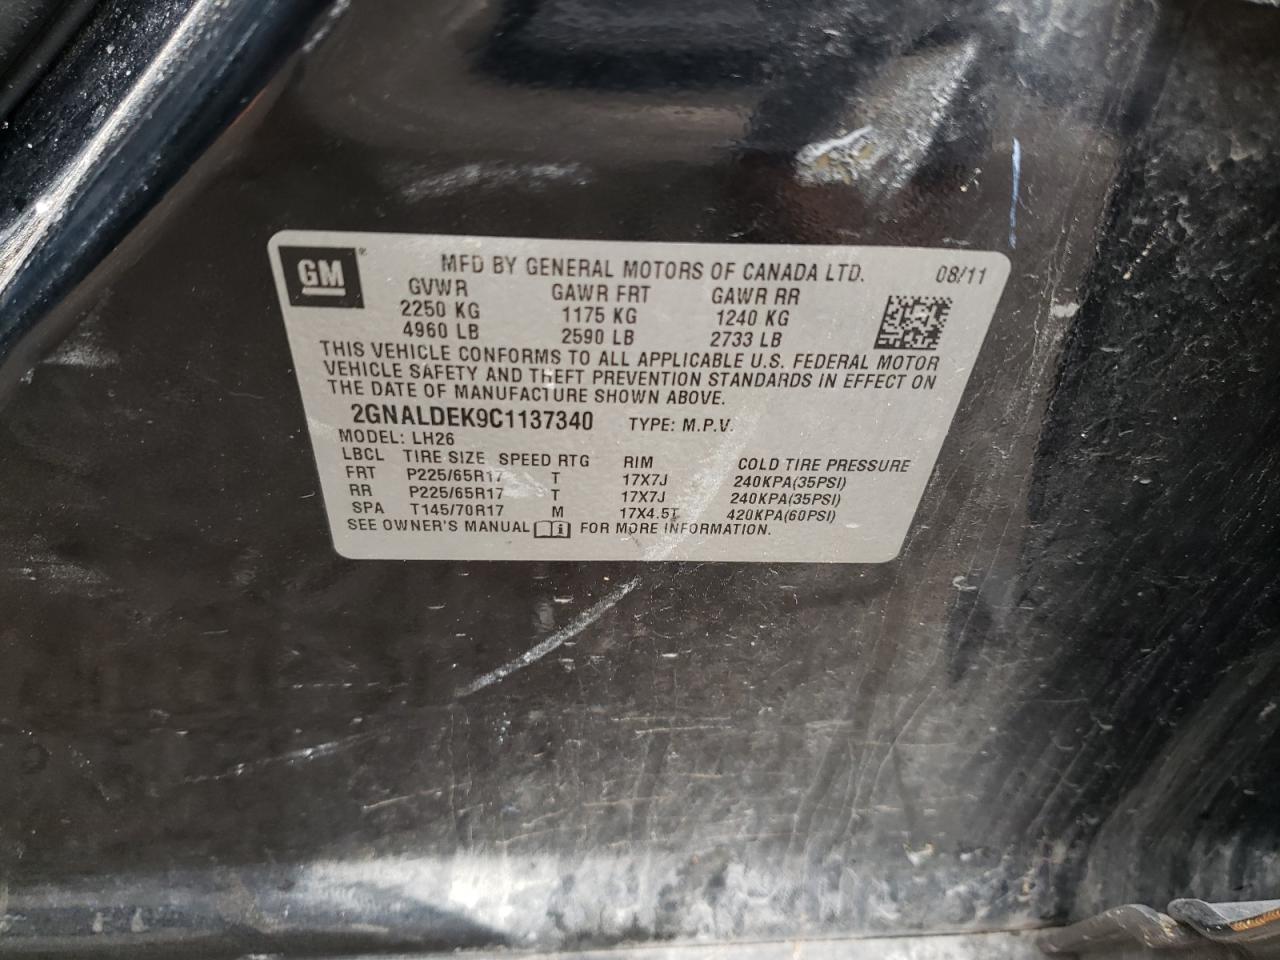 GM ® MFD BY GENERAL MOTORS OF CANADA LTD. 08/11
GVWR GAWR FRT GAWR RR
2250 KG 1175 KG 1240 KG
4960 LB 2590 LB 2733 LB
THIS VEHICLE CONFORMS TO ALL APPLICABLE U.S. FEDERAL MOTOR
VEHICLE SAFETY AND THEFT PREVENTION STANDARDS IN EFFECT ON
THE DATE OF MANUFACTURE SHOWN ABOVE.
2GNALDEK9C1137340 TYPE: M.P.V.
MODEL: LH26
LBCL TIRE SIZE SPEED RTG RIM COLD TIRE PRESSURE
FRT P225/65R17 T 17X7J 240KPA(35PSI)
RR P225/65R17 T 17X7J 240KPA(35PSI)
SPA T145/70R17 M 17X4.5T 420KPA(60PSI)
SEE OWNER'S MANUAL i FOR MORE INFORMATION.